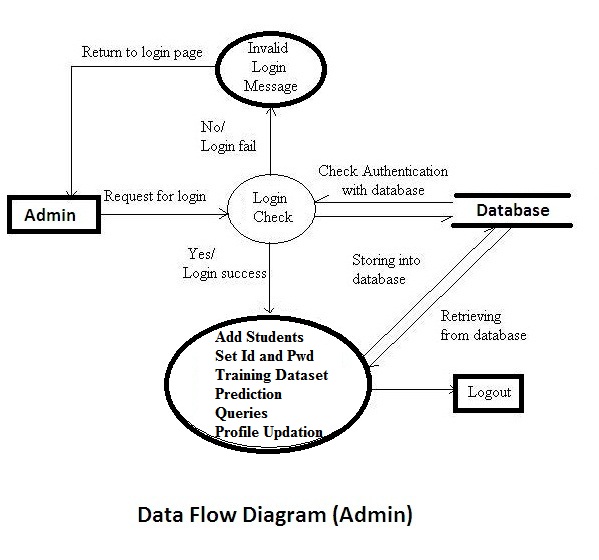 Return to login page
Invalid
Login
Message
No/
Login fail
Check Authentication
with database
Request for login
Login
Check
Admin
Database
Yes/
Login success
Storing into
database
Retrieving
from database
Add Students
Set Id and Pwd
Training Dataset
Prediction
Queries
Profile Updation
Logout
Data Flow Diagram (Admin)